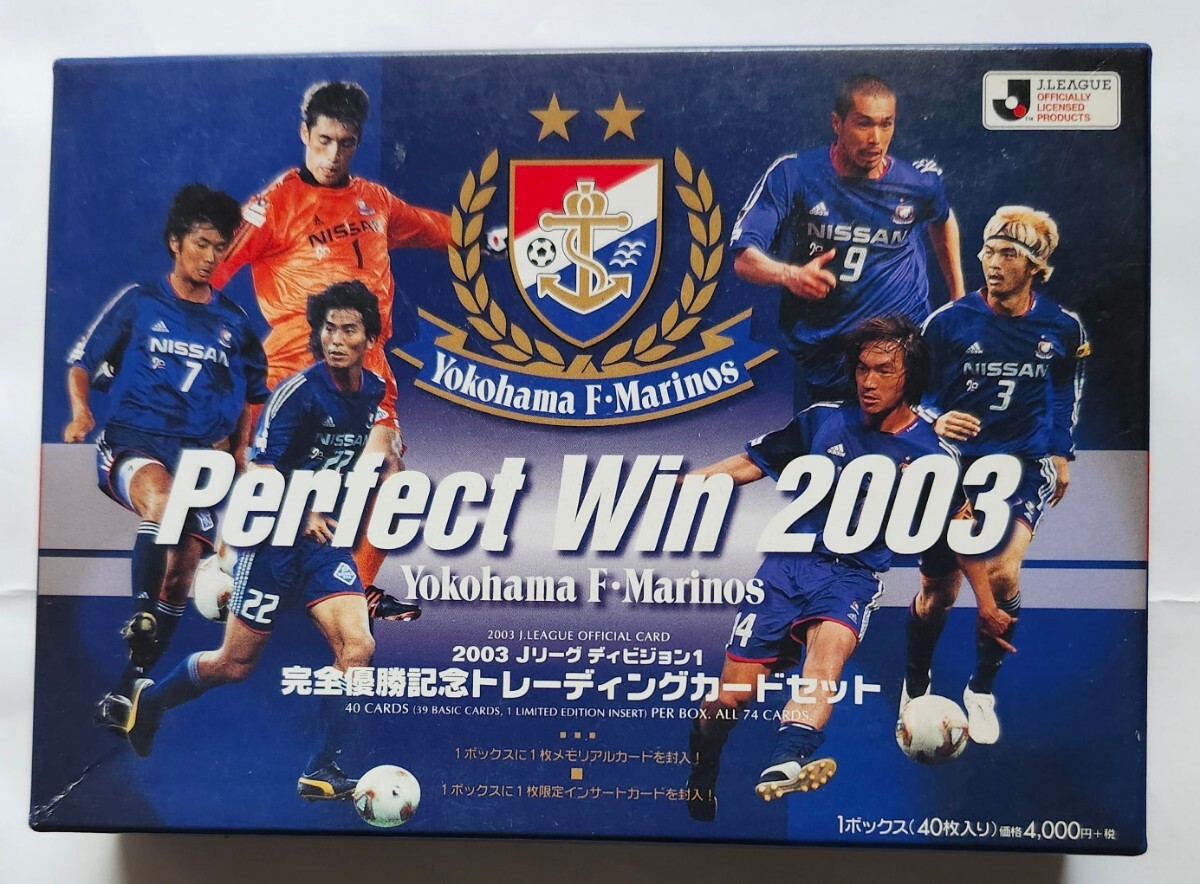 J.LEAGUE
OFFICIALLY
LICENSED
PRODUCTS
TM
NISSAN
1
NISSAN
7
NISSAN
22
22
NISSAN
9
NISSAN
3
14
Yokohama F・Marinos
Perfect Win 2003
Yokohama F・Marinos
2003 J.LEAGUE OFFICIAL CARD
2003 Jリーグ ディビジョン1
完全優勝記念トレーディングカードセット
40 CARDS (39 BASIC CARDS, 1 LIMITED EDITION INSERT) PER BOX. ALL 74 CARDS.
1ボックスに1枚メモリアルカードを封入!
1ボックスに1枚限定インサートカードを封入!
1ボックス(40枚入り)価格4,000円+税